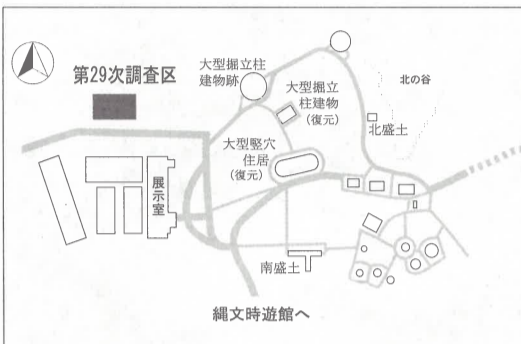 大型掘立柱
建物跡
第29次調査区
大型掘立
柱建物
(復元)
北の谷
北盛土
大型竪穴
住居
(復元)
展示室
南盛土
縄文時遊館へ